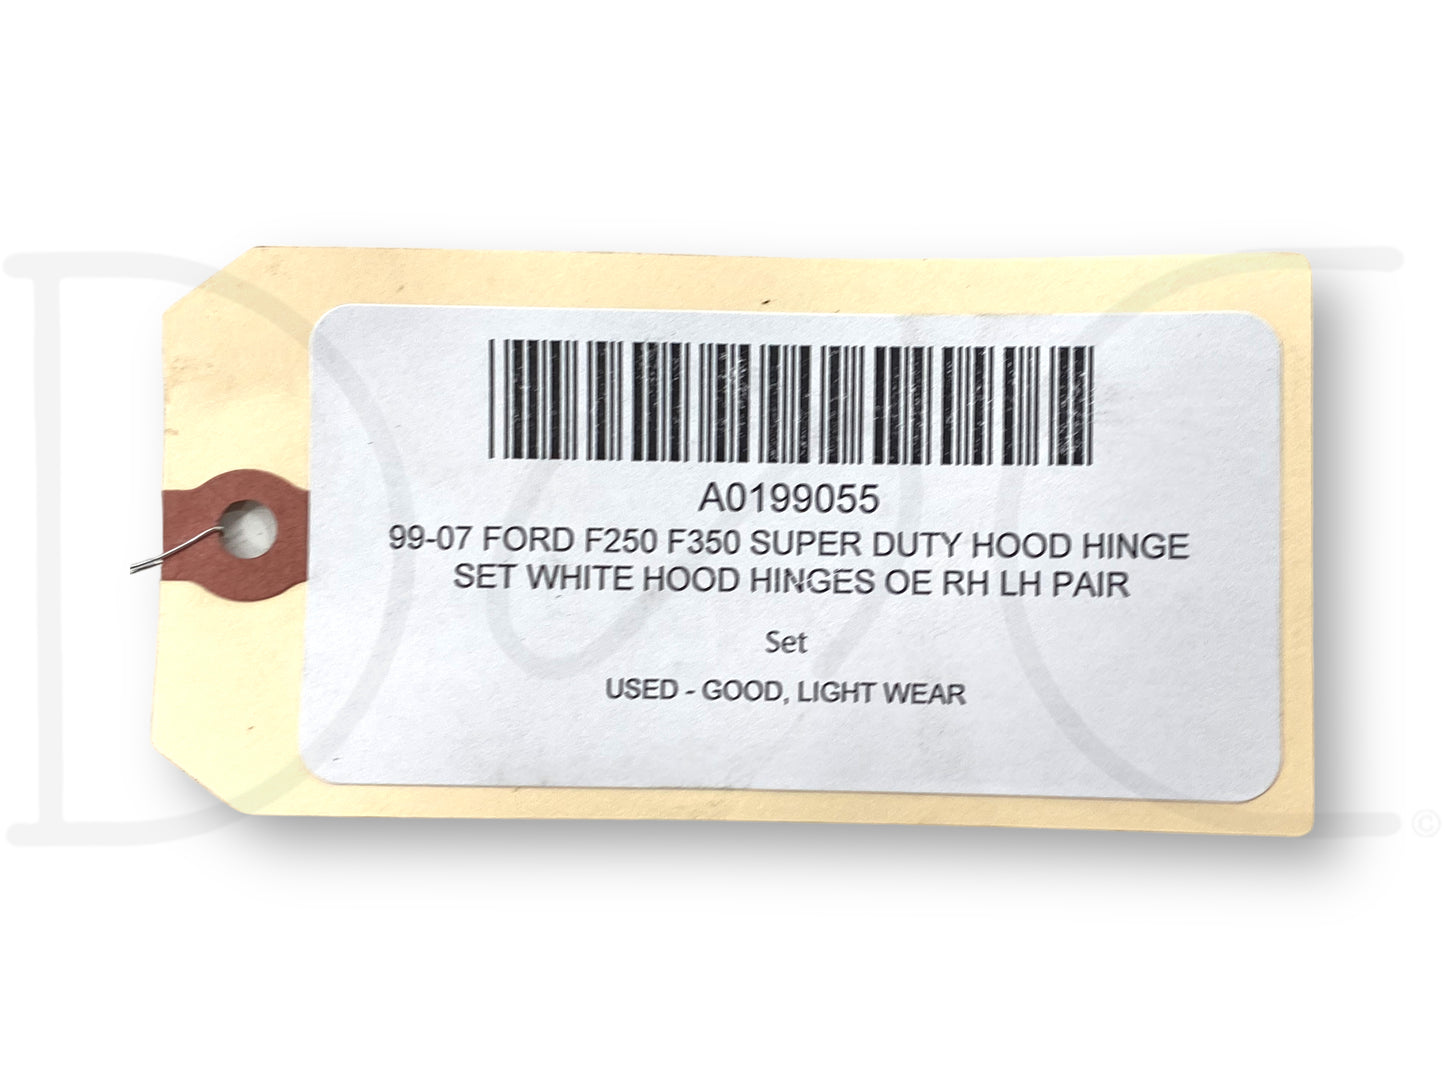 A0199055
99-07 FORD F250 F350 SUPER DUTY HOOD HINGE
SET WHITE HOOD HINGES OE RH LH PAIR
Set
USED - GOOD, LIGHT WEAR
©